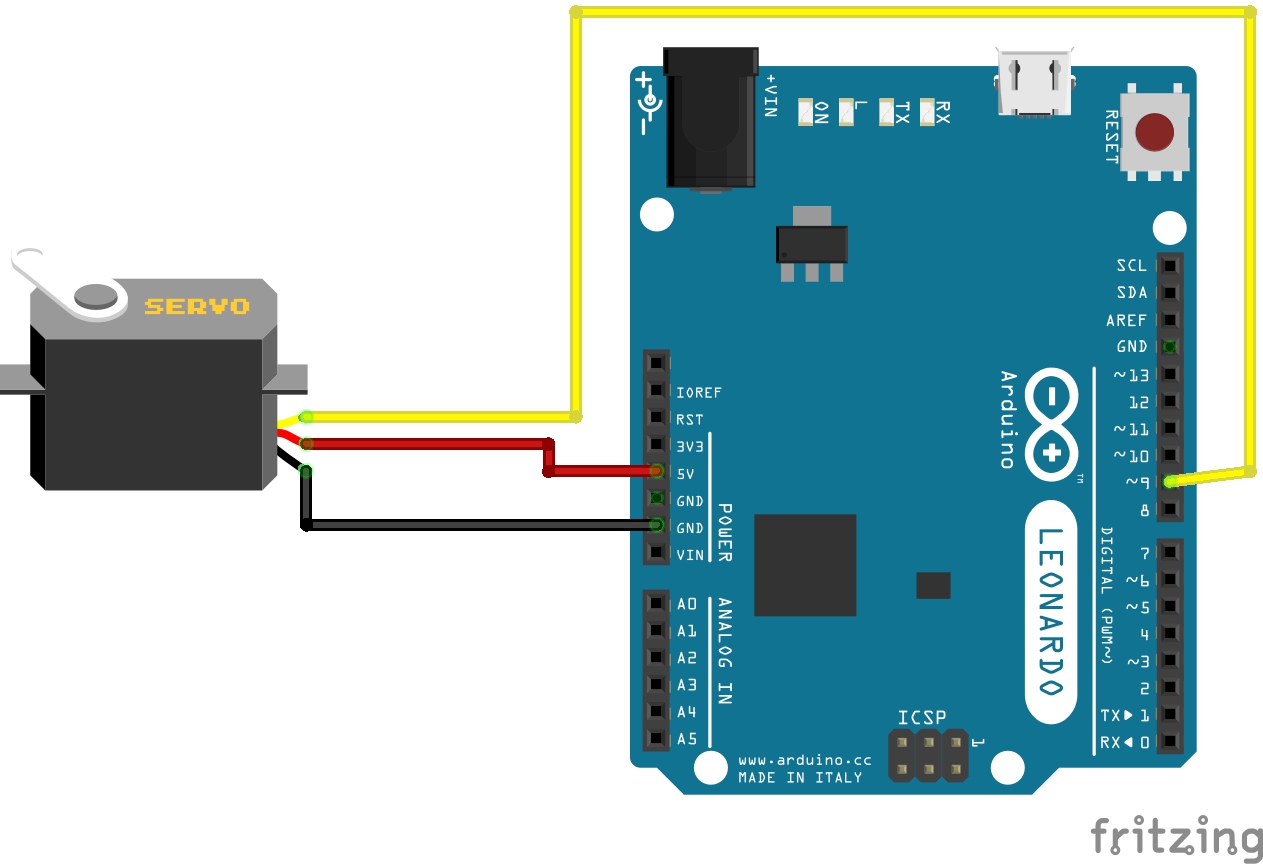 SERVO
+VIN
ON
L
TX
RX
RESET
+
-
SCL
SDA
AREF
GND
~13
12
~11
~10
~9
8
DIGITAL (PWM~)
7
~6
~5
4
~3
2
TX▶ 1
RX◀ 0
IOREF
RST
3V3
5V
GND
GND
VIN
POWER
A0
A1
A2
A3
A4
A5
ANALOG IN
Arduino
TM
LEONARDO
ICSP
1
www.arduino.cc
MADE IN ITALY
fritzing